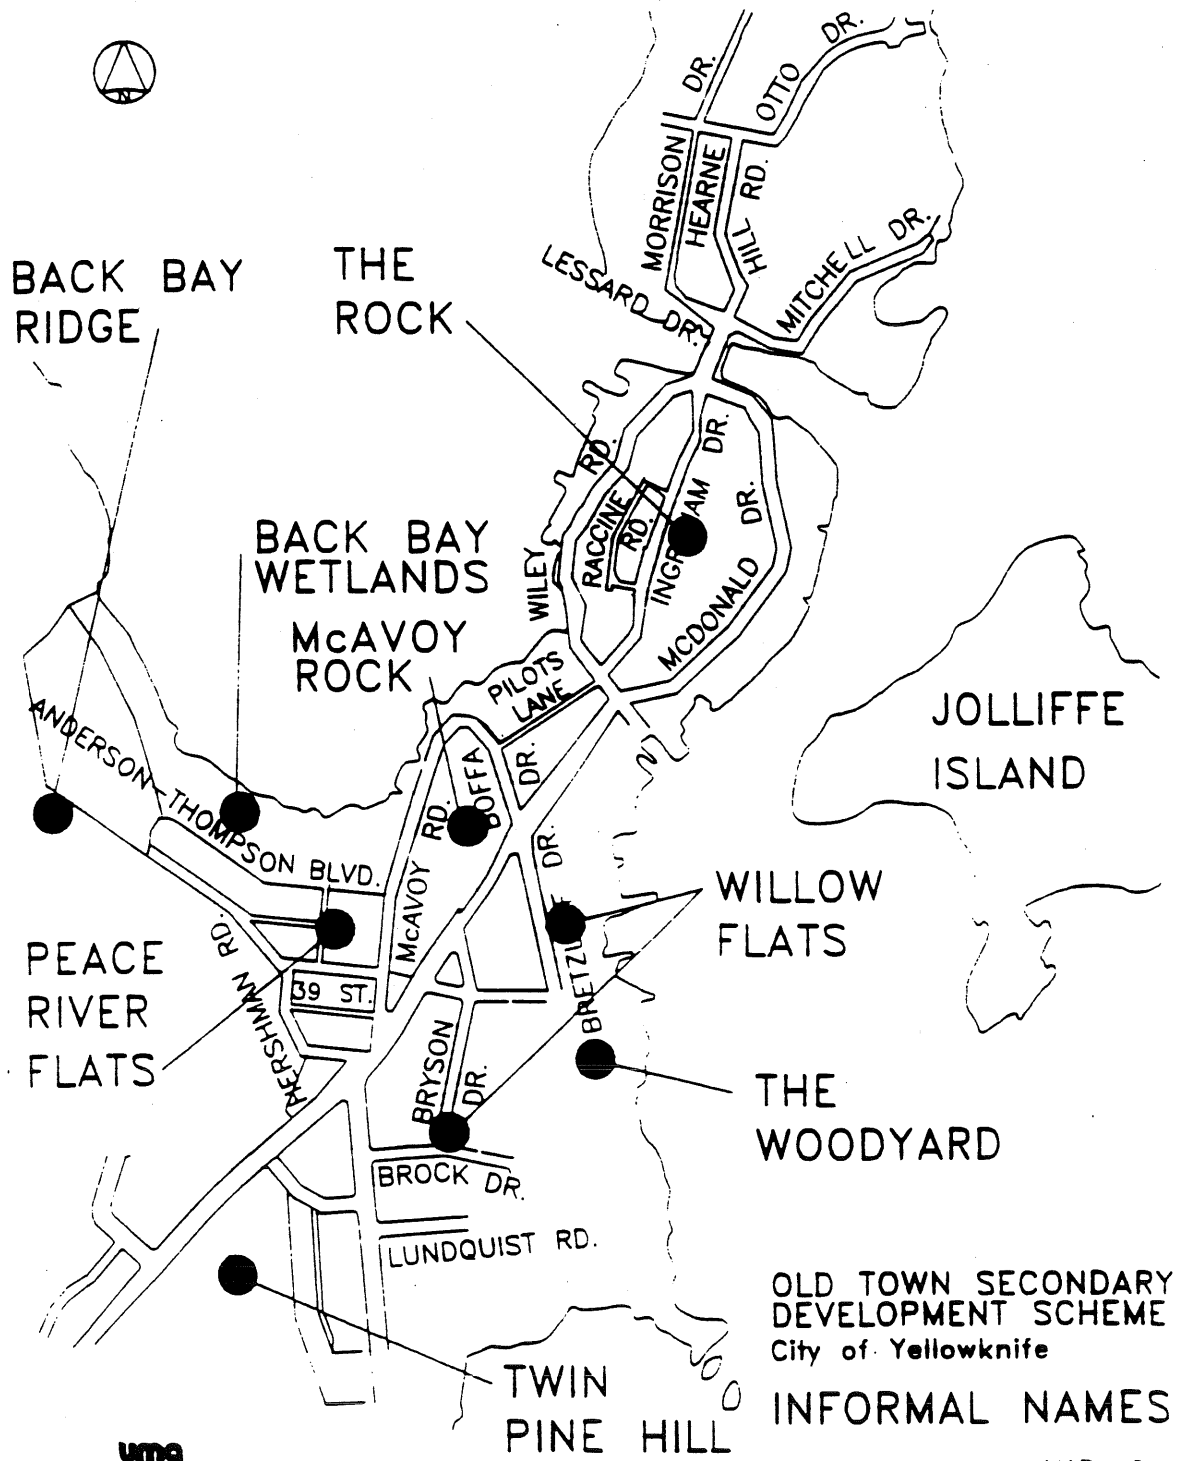 N
DR.
OTTO DR.
MORRISON
HEARNE
HILL RD.
LESSARD DR.
MITCHELL DR.
BACK BAY
RIDGE
THE
ROCK
RD.
DR.
RACCINE
RD.
DR.
WILEY
MCDONALD
BACK BAY
WETLANDS
McAVOY
ROCK
PILOTS
LANE
JOLLIFFE
ISLAND
ANDERSON-THOMPSON BLVD.
BOFFA
DR.
RD.
McAVOY
DR.
WILLOW
FLATS
PEACE
RIVER
FLATS
HERSHMAN RD.
39 ST.
BRYSON
DR.
THE
WOODYARD
BROCK DR.
LUNDQUIST RD.
TWIN
PINE HILL
OLD TOWN SECONDARY
DEVELOPMENT SCHEME
City of Yellowknife
INFORMAL NAMES
uma